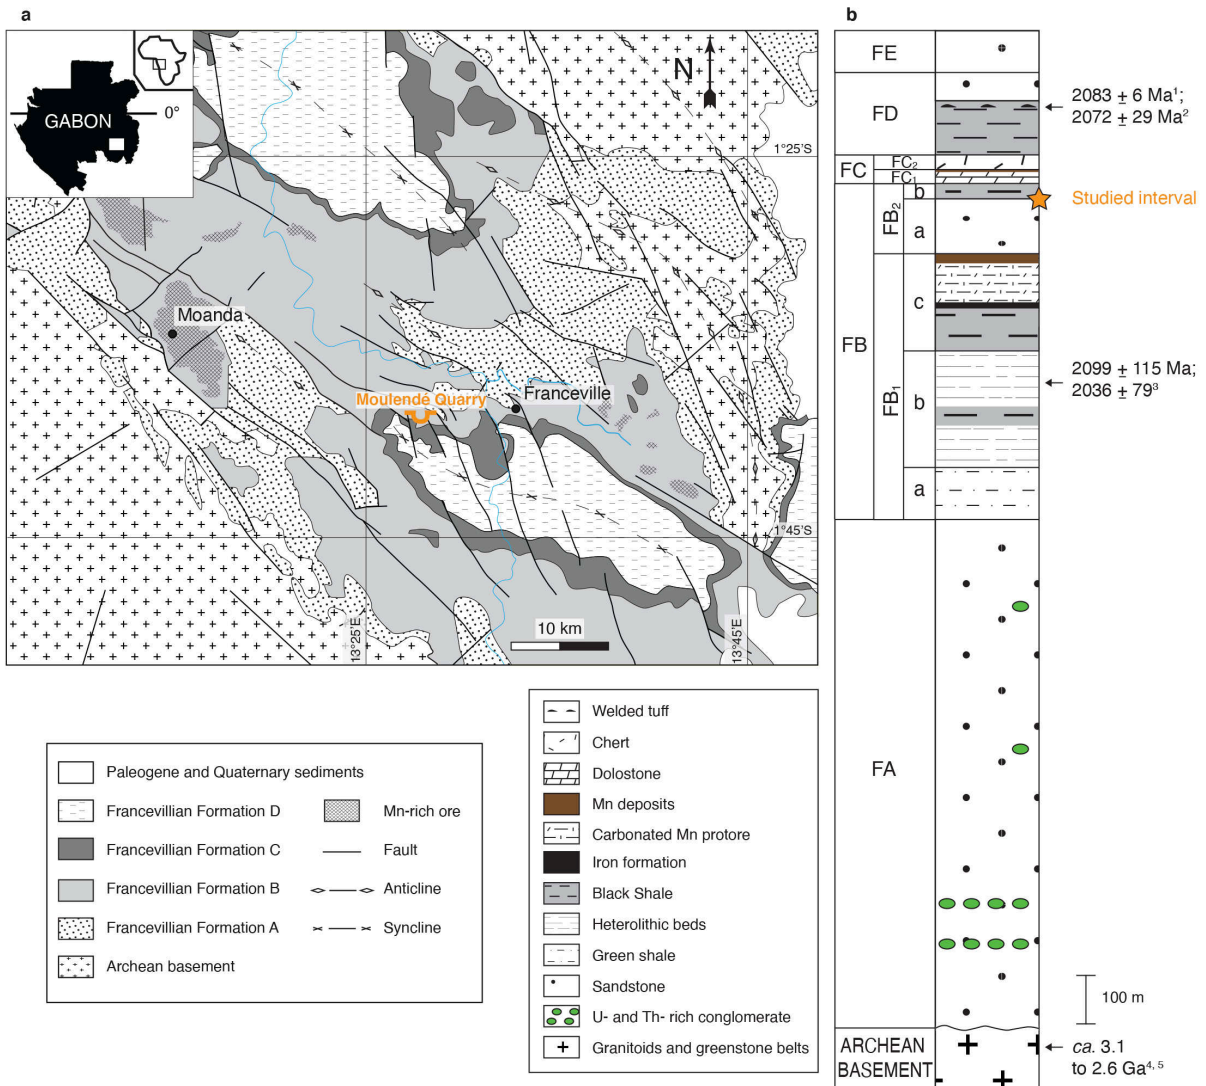 a
GABON
0°
N
1°25'S
Moanda
Moulendé Quarry
Franceville
1°45'S
13°25'E
10 km
13°45'E
Paleogene and Quaternary sediments
Francevillian Formation D
Francevillian Formation C
Francevillian Formation B
Francevillian Formation A
Archean basement
Mn-rich ore
Fault
Anticline
Syncline
Welded tuff
Chert
Dolostone
Mn deposits
Carbonated Mn protore
Iron formation
Black Shale
Heterolithic beds
Green shale
Sandstone
U- and Th- rich conglomerate
Granitoids and greenstone belts
b
FE
FD
2083 ± 6 Ma¹;
2072 ± 29 Ma²
FC
FC₂
FC₁
b
Studied interval
FB₂
a
FB
c
FB₁
b
2099 ± 115 Ma;
2036 ± 79³
a
FA
100 m
ARCHEAN
BASEMENT
ca. 3.1
to 2.6 Ga⁴,⁵